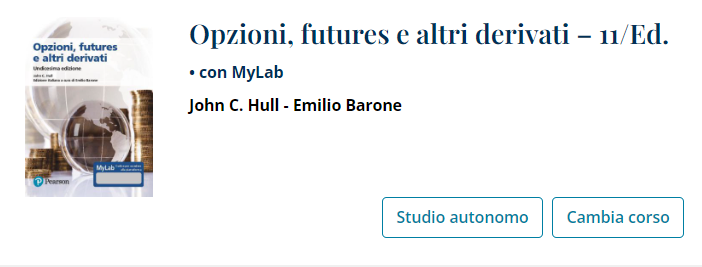 Opzioni, futures e altri derivati – 11/Ed.
• con MyLab
John C. Hull - Emilio Barone
Opzioni, futures
e altri derivati
Undicesima edizione
John C. Hull
Edizione italiana a cura di Emilio Barone
MyLab
Pearson
Studio autonomo
Cambia corso